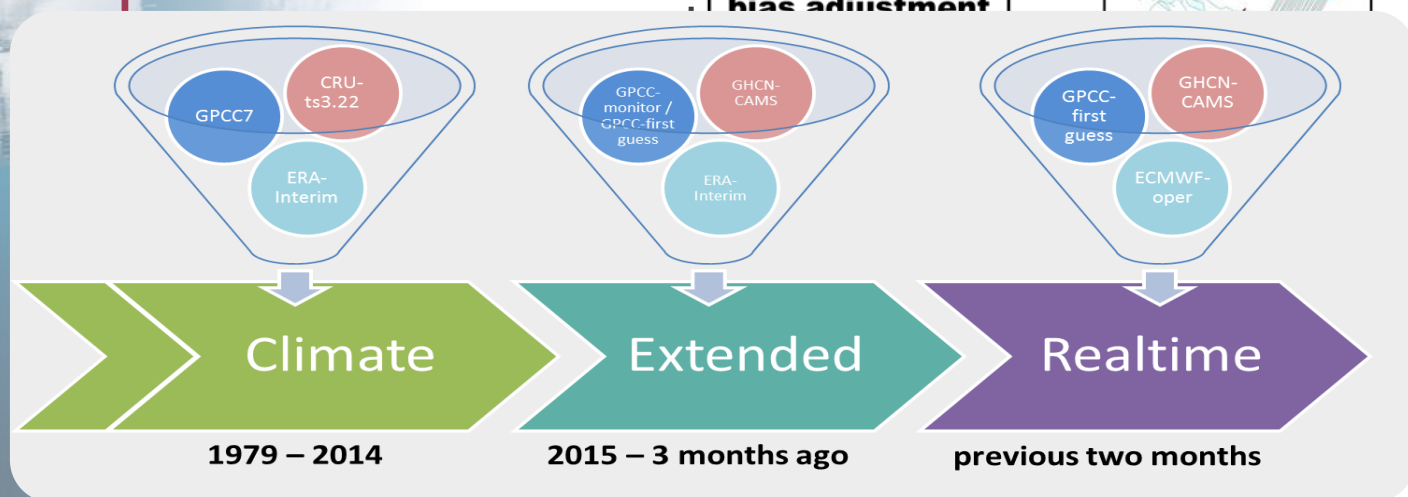 bias adjustment
GPCC7
CRU-
ts3.22
ERA-
Interim
GPCC-
monitor /
GPCC-first
guess
GHCN-
CAMS
ERA-
Interim
GPCC-
first
guess
GHCN-
CAMS
ECMWF-
oper
Climate
Extended
Realtime
1979 – 2014
2015 – 3 months ago
previous two months